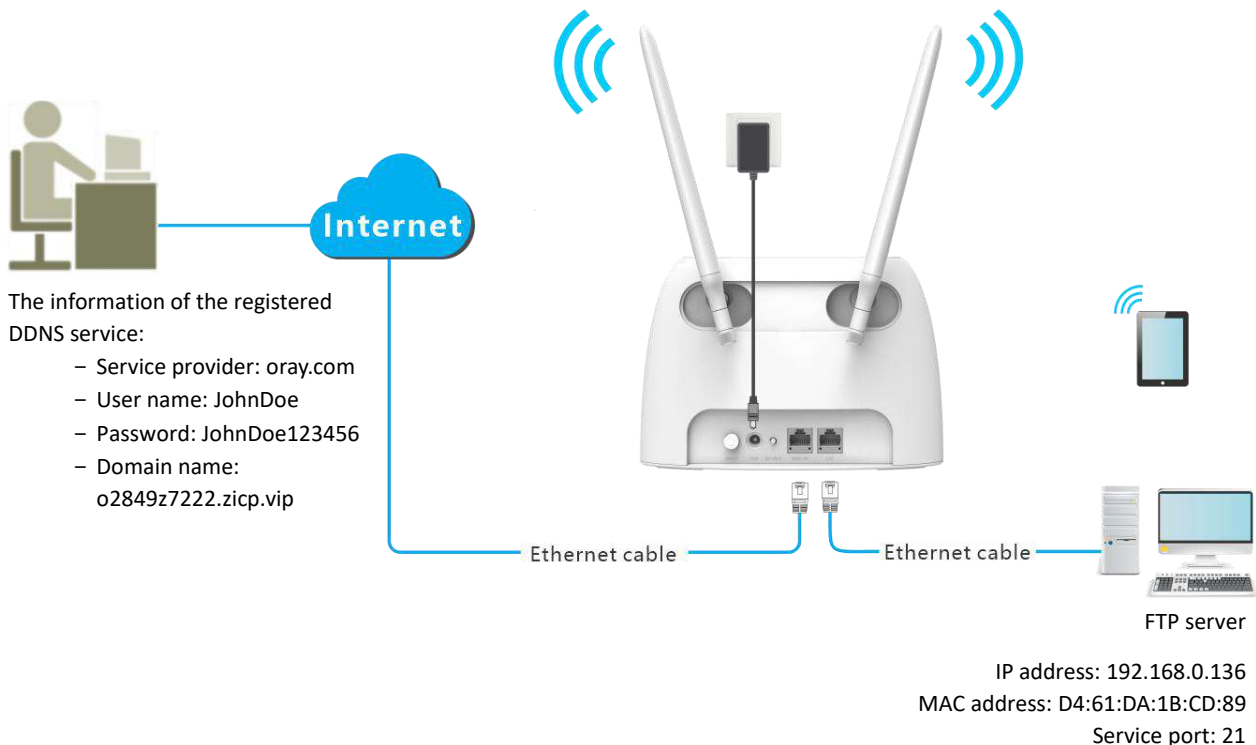 Internet
The information of the registered
DDNS service:
− Service provider: oray.com
− User name: JohnDoe
− Password: JohnDoe123456
− Domain name:
o2849z7222.zicp.vip
Ethernet cable
Ethernet cable
FTP server
IP address: 192.168.0.136
MAC address: D4:61:DA:1B:CD:89
Service port: 21